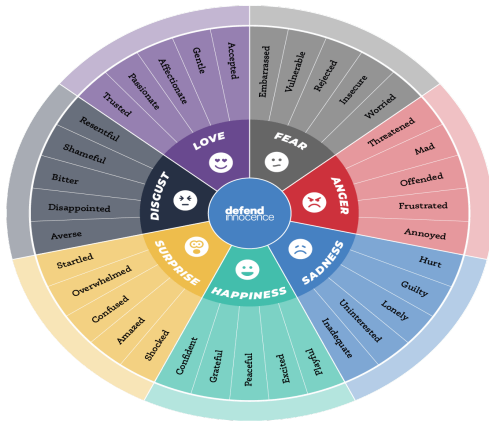 defend
innocence
LOVE
Trusted
Passionate
Affectionate
Gentle
Accepted
FEAR
Embarrassed
Vulnerable
Rejected
Insecure
Worried
ANGER
Threatened
Mad
Offended
Frustrated
Annoyed
SADNESS
Hurt
Guilty
Lonely
Uninterested
Inadequate
HAPPINESS
Playful
Excited
Peaceful
Grateful
Confident
SURPRISE
Shocked
Amazed
Confused
Overwhelmed
Startled
DISGUST
Averse
Disappointed
Bitter
Shameful
Resentful